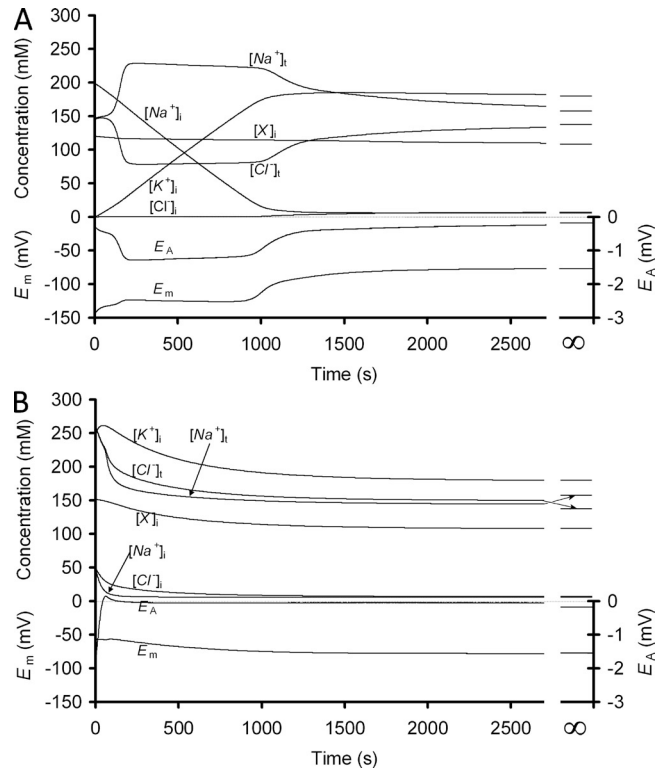 A
300
250
200
150
100
50
0
-50
-100
-150
Concentration (mM)
Em (mV)
[Na+]t
[Na+]i
[X]i
[Cl-]t
[K+]i
[Cl-]i
EA
Em
0
-1
-2
-3
EA (mV)
0 500 1000 1500 2000 2500 ∞
Time (s)
B
300
250
200
150
100
50
0
-50
-100
-150
Concentration (mM)
Em (mV)
[K+]i
[Na+]t
[Cl-]t
[X]i
[Na+]i
[Cl-]i
EA
Em
0
-1
-2
-3
EA (mV)
0 500 1000 1500 2000 2500 ∞
Time (s)